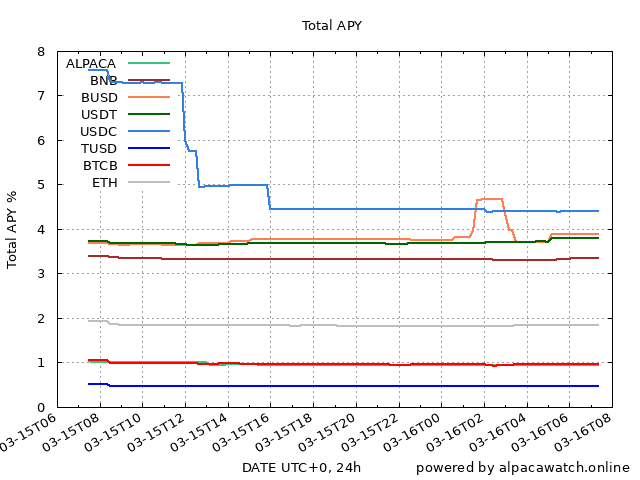 Total APY
8
7
6
5
4
3
2
1
0
Total APY %
ALPACA
BNB
BUSD
USDT
USDC
TUSD
BTCB
ETH
03-15T06
03-15T08
03-15T10
03-15T12
03-15T14
03-15T16
03-15T18
03-15T20
03-15T22
03-16T00
03-16T02
03-16T04
03-16T06
03-16T08
DATE UTC+0, 24h
powered by alpacawatch.online